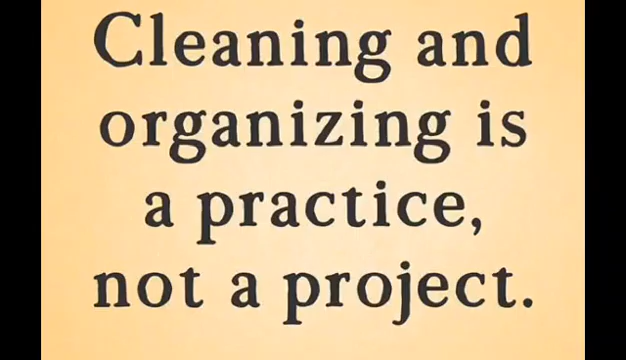 Cleaning and
organizing is
a practice,
not a project.